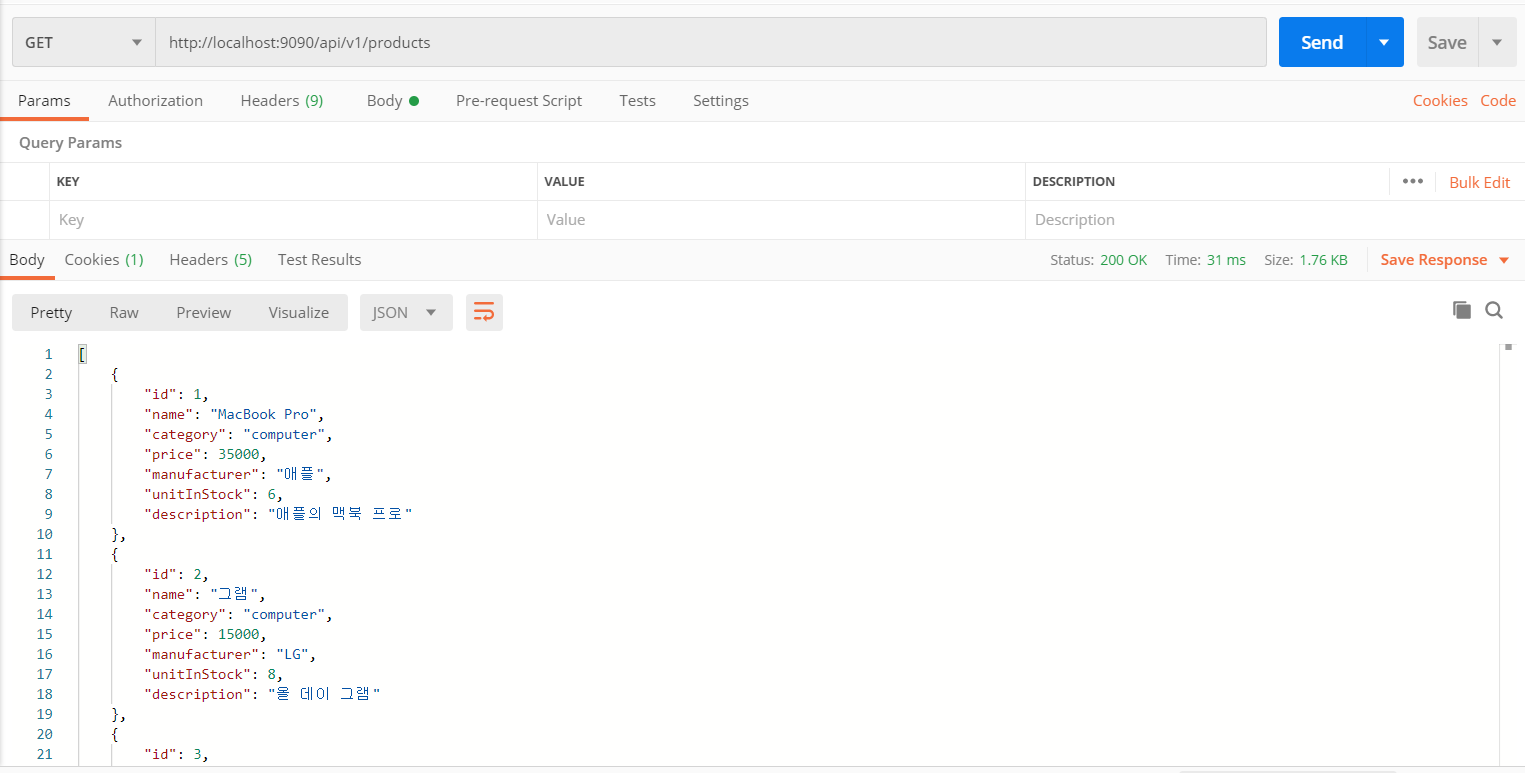 GET http://localhost:9090/api/v1/products Send Save
Params Authorization Headers (9) Body Pre-request Script Tests Settings Cookies Code
Query Params
KEY VALUE DESCRIPTION ••• Bulk Edit
Key Value Description
Body Cookies (1) Headers (5) Test Results Status: 200 OK Time: 31 ms Size: 1.76 KB Save Response
Pretty Raw Preview Visualize JSON
1 [
2 {
3 "id": 1,
4 "name": "MacBook Pro",
5 "category": "computer",
6 "price": 35000,
7 "manufacturer": "애플",
8 "unitInStock": 6,
9 "description": "애플의 맥북 프로"
10 },
11 {
12 "id": 2,
13 "name": "그램",
14 "category": "computer",
15 "price": 15000,
16 "manufacturer": "LG",
17 "unitInStock": 8,
18 "description": "올 데이 그램"
19 },
20 {
21 "id": 3,